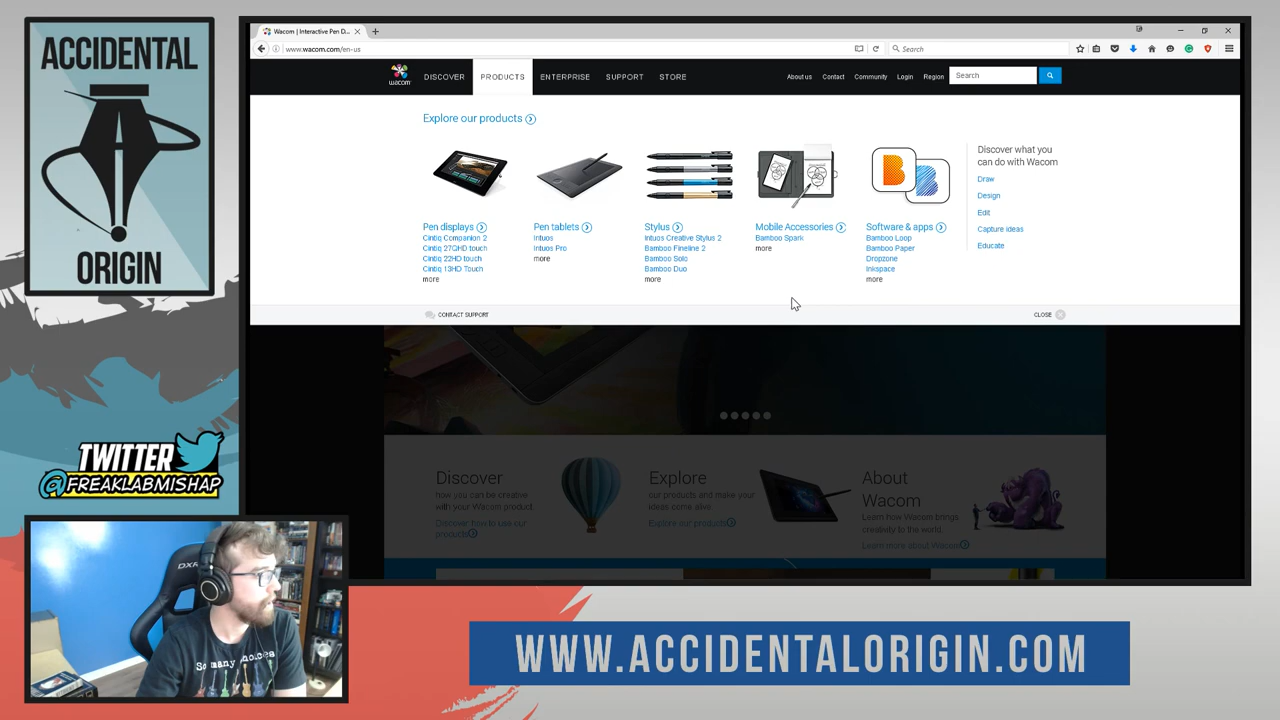 ACCIDENTAL
ORIGIN
TWITTER
@FREAKLABMISHAP
DXR
So many choices
Wacom | Interactive Pen D...
www.wacom.com/en-us
Search
wacom
DISCOVER
PRODUCTS
ENTERPRISE
SUPPORT
STORE
About us
Contact
Community
Login
Region
Search
Explore our products
Pen displays
Cintiq Companion 2
Cintiq 27QHD touch
Cintiq 22HD touch
Cintiq 13HD Touch
more
Pen tablets
Intuos
Intuos Pro
more
Stylus
Intuos Creative Stylus 2
Bamboo Fineline 2
Bamboo Solo
Bamboo Duo
more
Mobile Accessories
Bamboo Spark
more
Software & apps
Bamboo Loop
Bamboo Paper
Dropzone
Inkspace
more
Discover what you
can do with Wacom
Draw
Design
Edit
Capture ideas
Educate
CONTACT SUPPORT
CLOSE
Discover
how you can be creative
with your Wacom product.
Discover how to use our
products
Explore
our products and make your
ideas come alive.
Explore our products
About
Wacom
Learn how Wacom brings
creativity to the world.
Learn more about Wacom
WWW.ACCIDENTALORIGIN.COM